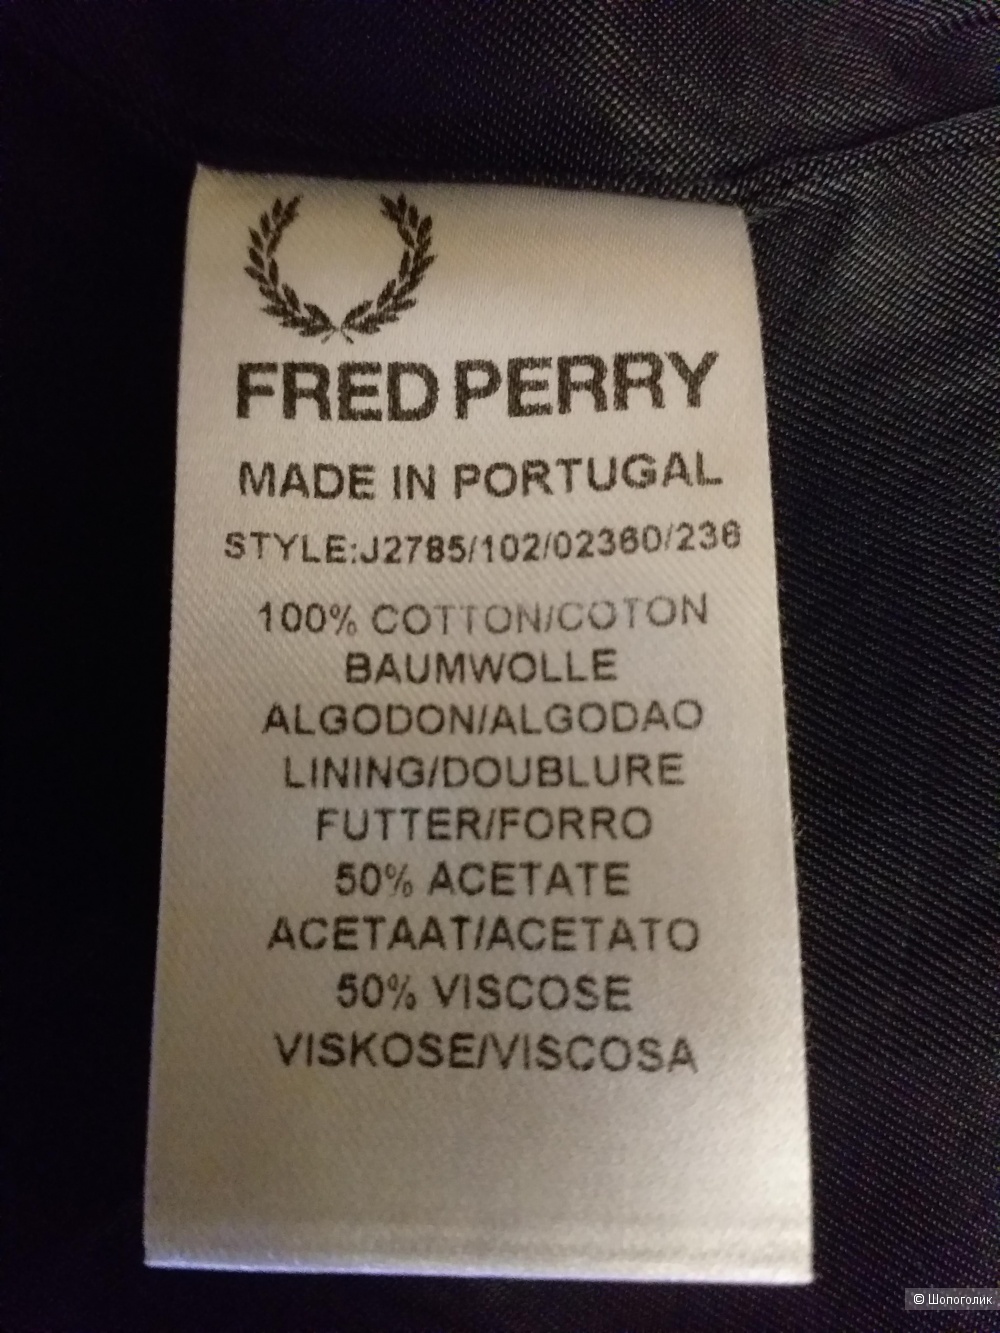 FRED PERRY
MADE IN PORTUGAL
STYLE:J2785/102/02360/236
100% COTTON/COTON
BAUMWOLLE
ALGODON/ALGODAO
LINING/DOUBLURE
FUTTER/FORRO
50% ACETATE
ACETAAT/ACETATO
50% VISCOSE
VISKOSE/VISCOSA
© Шопоголик